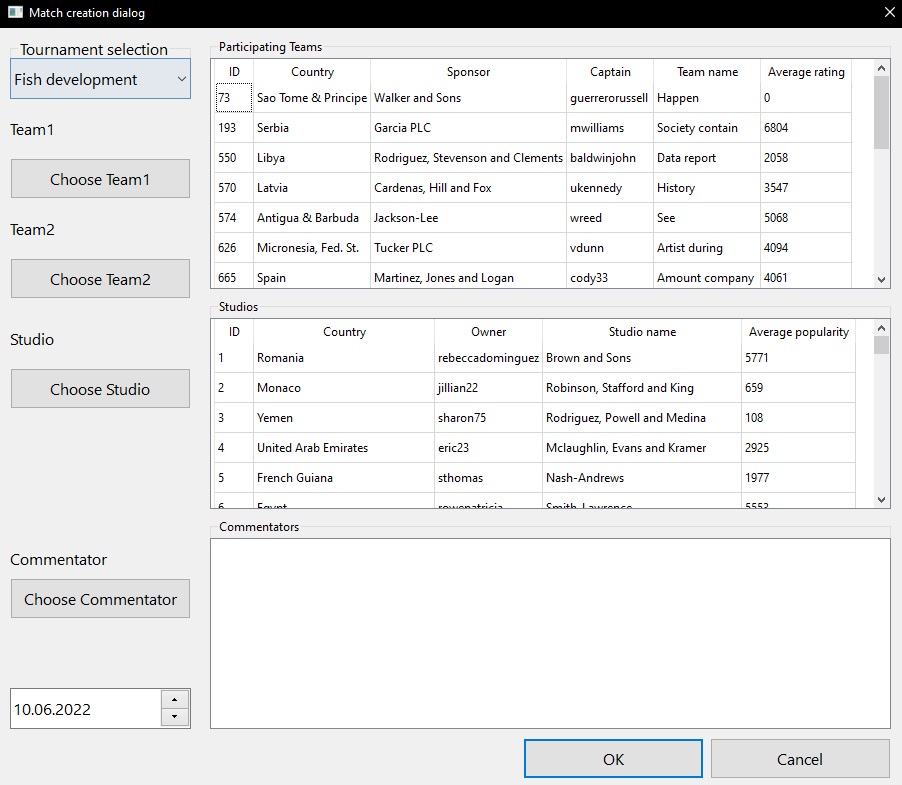 Match creation dialog
Tournament selection
Fish development
Team1
Choose Team1
Team2
Choose Team2
Studio
Choose Studio
Commentator
Choose Commentator
10.06.2022
Participating Teams
ID Country Sponsor Captain Team name Average rating
73 Sao Tome & Principe Walker and Sons guerrerorussell Happen 0
193 Serbia Garcia PLC mwilliams Society contain 6804
550 Libya Rodriguez, Stevenson and Clements baldwinjohn Data report 2058
570 Latvia Cardenas, Hill and Fox ukennedy History 3547
574 Antigua & Barbuda Jackson-Lee wreed See 5068
626 Micronesia, Fed. St. Tucker PLC vdunn Artist during 4094
665 Spain Martinez, Jones and Logan cody33 Amount company 4061
Studios
ID Country Owner Studio name Average popularity
1 Romania rebeccadominguez Brown and Sons 5771
2 Monaco jillian22 Robinson, Stafford and King 659
3 Yemen sharon75 Rodriguez, Powell and Medina 108
4 United Arab Emirates eric23 Mclaughlin, Evans and Kramer 2925
5 French Guiana sthomas Nash-Andrews 1977
6 Egypt rowepatricia Smith-Lawrence 5553
Commentators
OK
Cancel